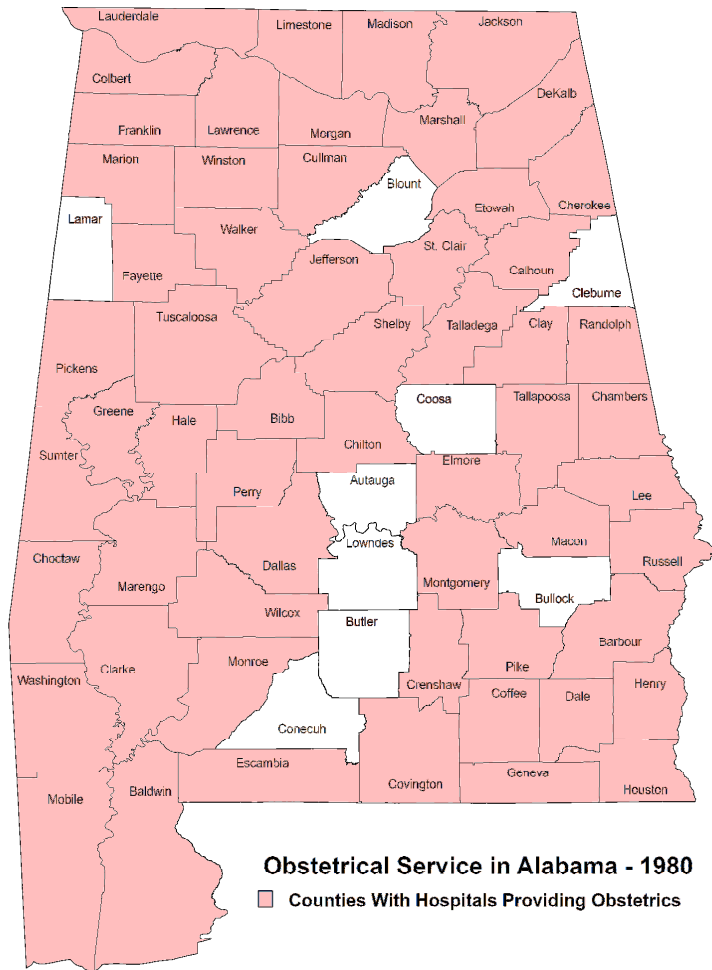 Lauderdale
Limestone
Madison
Jackson
Colbert
DeKalb
Franklin
Lawrence
Morgan
Marshall
Marion
Winston
Cullman
Blount
Etowah
Cherokee
Lamar
Walker
St. Clair
Fayette
Jefferson
Calhoun
Cleburne
Tuscaloosa
Shelby
Talladega
Clay
Randolph
Pickens
Greene
Hale
Bibb
Coosa
Tallapoosa
Chambers
Chilton
Sumter
Elmore
Perry
Autauga
Lee
Choctaw
Lowndes
Macon
Russell
Marengo
Dallas
Montgomery
Bullock
Wilcox
Butler
Barbour
Washington
Clarke
Monroe
Crenshaw
Pike
Henry
Coffee
Dale
Conecuh
Escambia
Mobile
Baldwin
Covington
Geneva
Houston
Obstetrical Service in Alabama - 1980
Counties With Hospitals Providing Obstetrics